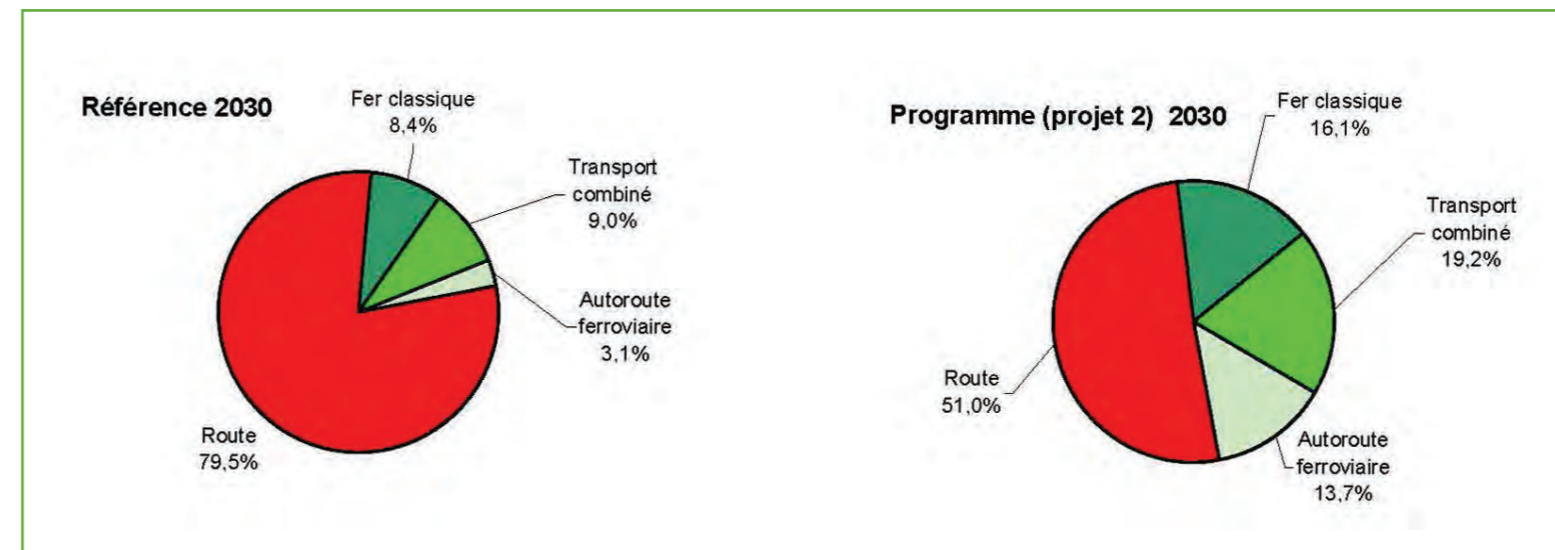 Référence 2030
Fer classique
8,4%
Transport
combiné
9,0%
Autoroute
ferroviaire
3,1%
Route
79,5%
Programme (projet 2) 2030
Fer classique
16,1%
Transport
combiné
19,2%
Route
51,0%
Autoroute
ferroviaire
13,7%